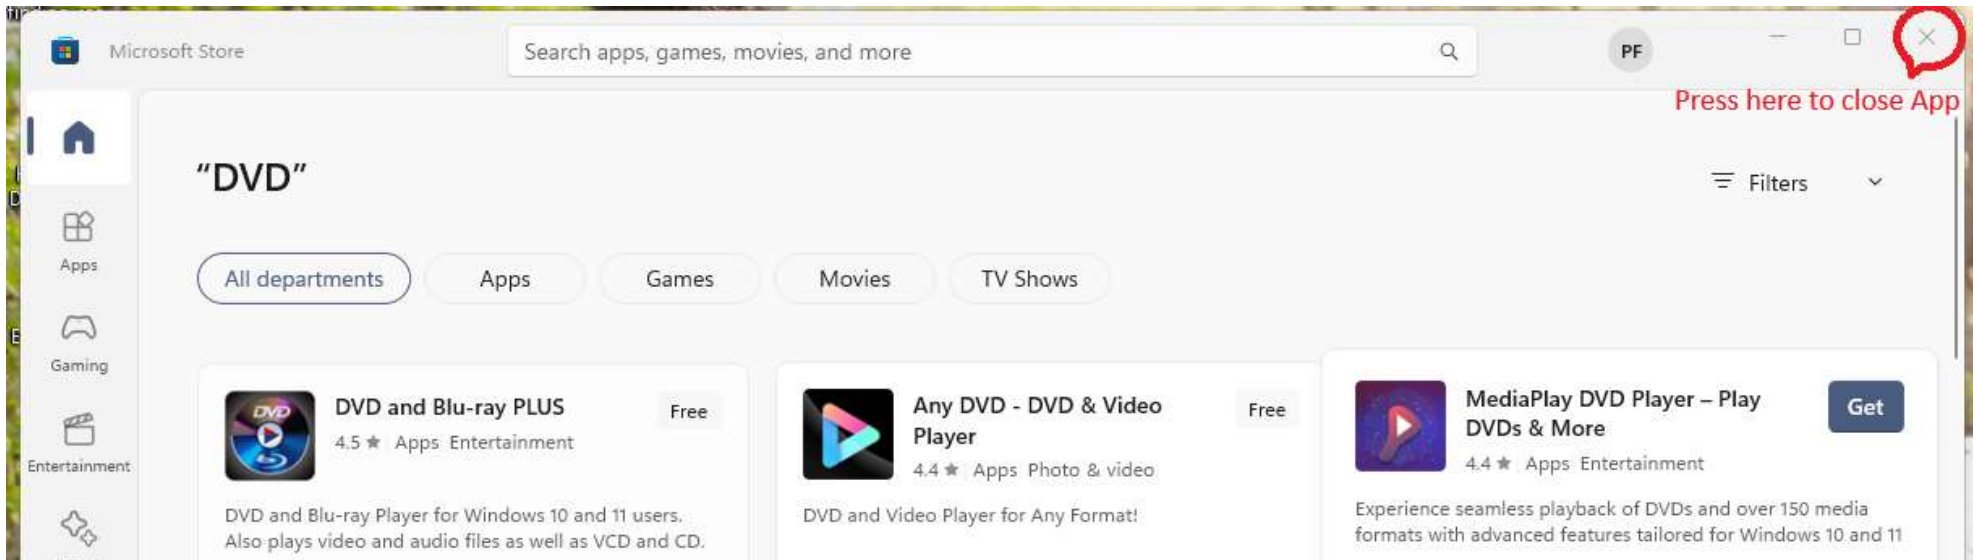 Microsoft Store
Search apps, games, movies, and more
PF
Press here to close App
“DVD”
Filters
Apps
All departments
Apps
Games
Movies
TV Shows
Gaming
DVD and Blu-ray PLUS
Free
4.5 ★ Apps Entertainment
DVD and Blu-ray Player for Windows 10 and 11 users.
Also plays video and audio files as well as VCD and CD.
Any DVD - DVD & Video
Player
Free
4.4 ★ Apps Photo & video
DVD and Video Player for Any Format!
MediaPlay DVD Player – Play
DVDs & More
Get
4.4 ★ Apps Entertainment
Experience seamless playback of DVDs and over 150 media
formats with advanced features tailored for Windows 10 and 11
Entertainment